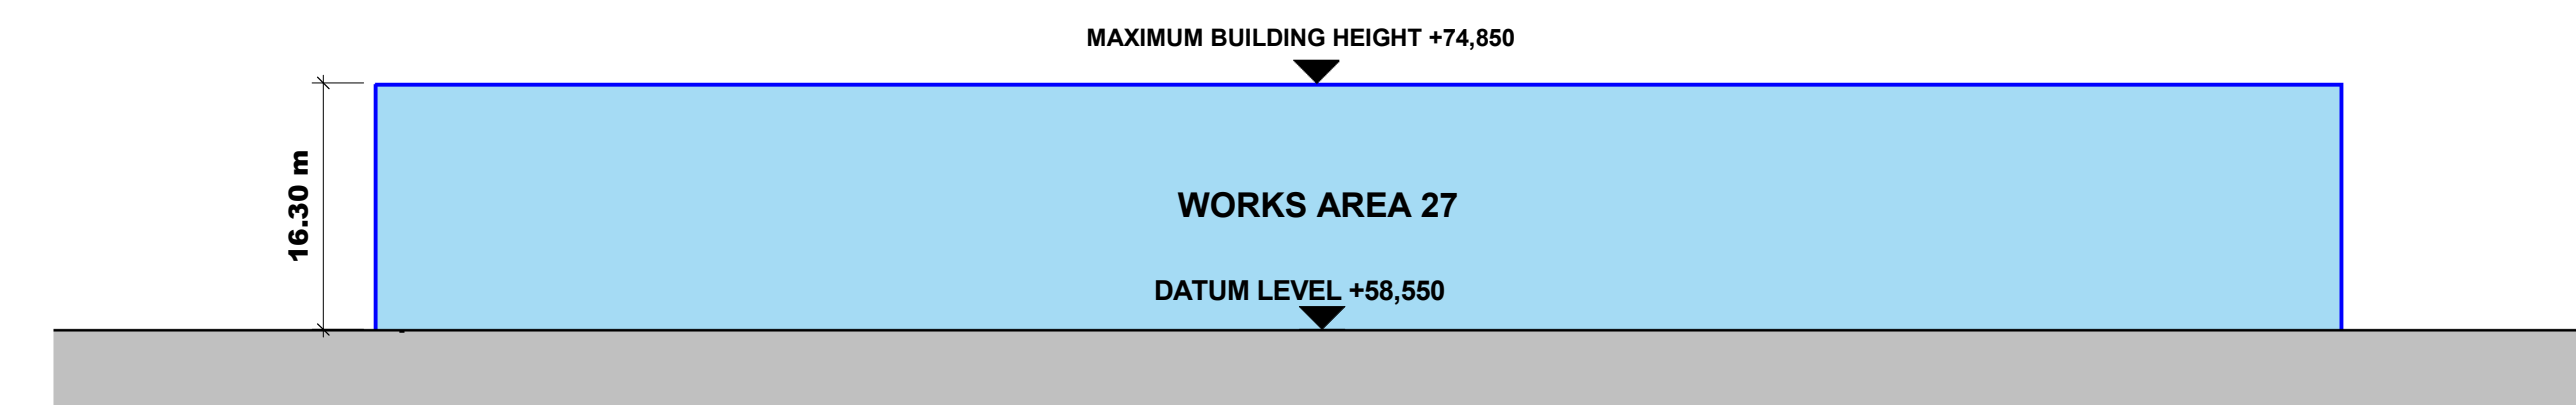 MAXIMUM BUILDING HEIGHT +74,850
16.30 m
WORKS AREA 27
DATUM LEVEL +58,550